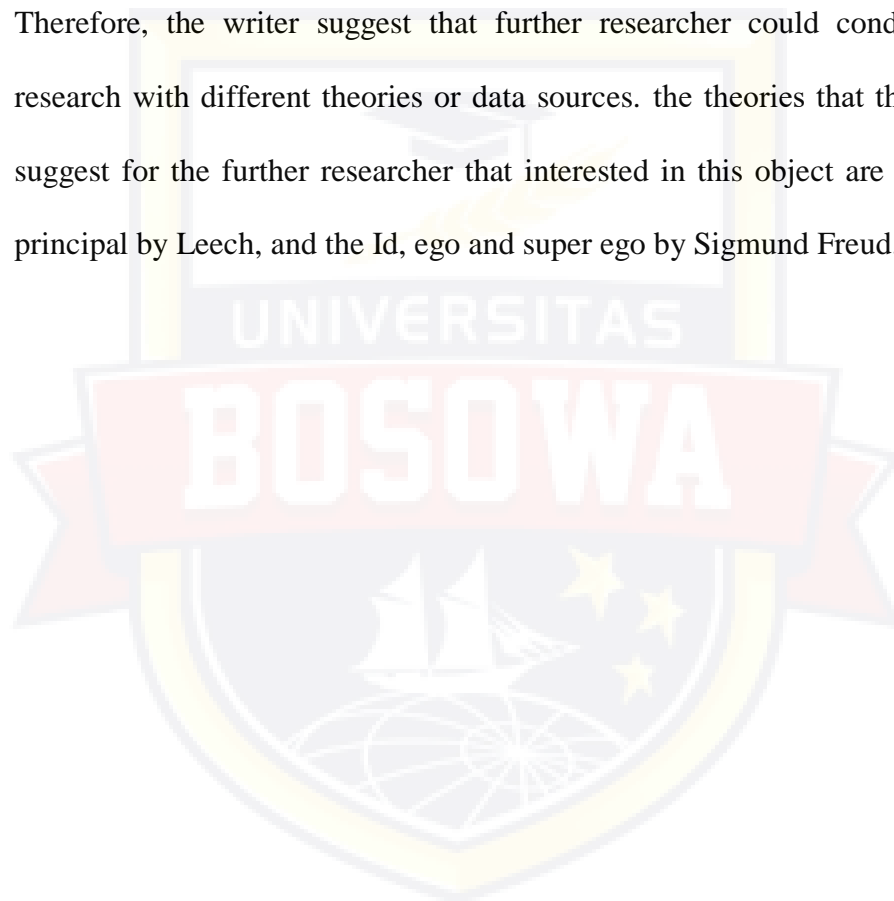 Therefore, the writer suggest that further researcher could
research with different theories or data sources. the theories that
suggest for the further researcher that interested in this object are
principal by Leech, and the Id, ego and super ego by Sigmund Freud
UNIVERSITAS
BOSOWA